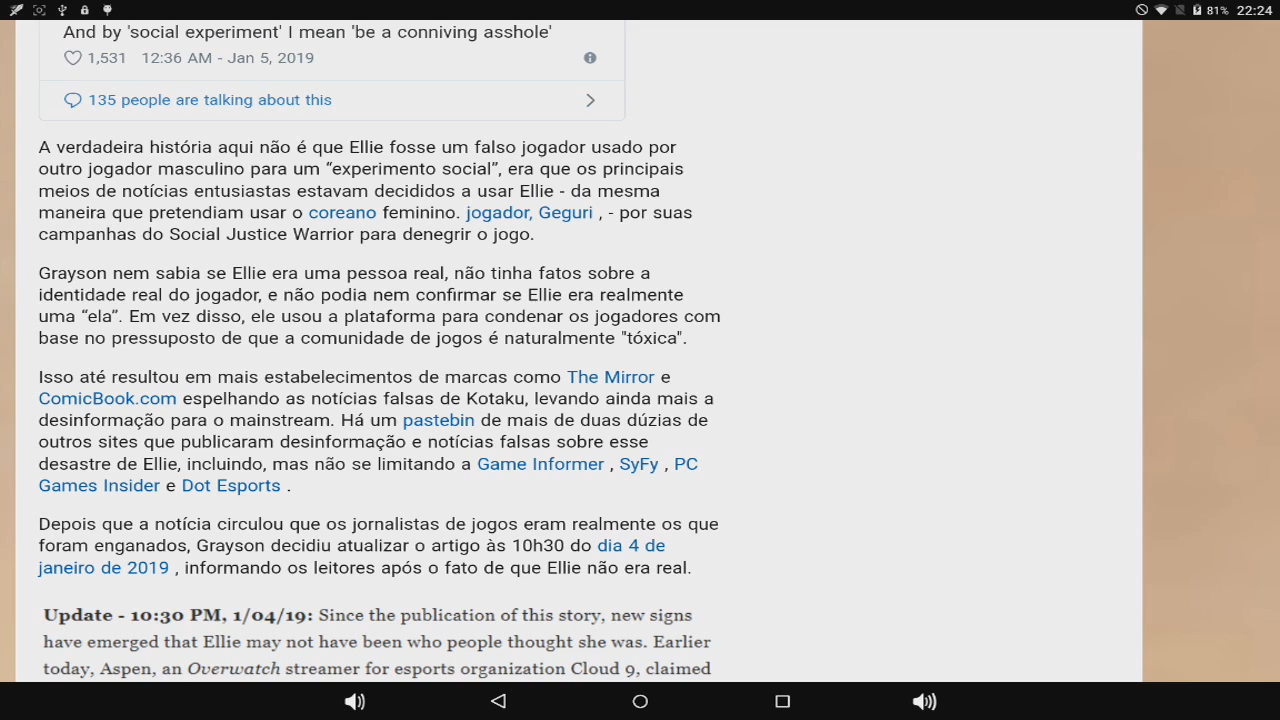 81% 22:24
And by 'social experiment' I mean 'be a conniving asshole'
1,531 12:36 AM - Jan 5, 2019
135 people are talking about this
A verdadeira história aqui não é que Ellie fosse um falso jogador usado por
outro jogador masculino para um “experimento social”, era que os principais
meios de notícias entusiastas estavam decididos a usar Ellie - da mesma
maneira que pretendiam usar o coreano feminino. jogador, Geguri , - por suas
campanhas do Social Justice Warrior para denegrir o jogo.
Grayson nem sabia se Ellie era uma pessoa real, não tinha fatos sobre a
identidade real do jogador, e não podia nem confirmar se Ellie era realmente
uma “ela”. Em vez disso, ele usou a plataforma para condenar os jogadores com
base no pressuposto de que a comunidade de jogos é naturalmente "tóxica".
Isso até resultou em mais estabelecimentos de marcas como The Mirror e
ComicBook.com espelhando as notícias falsas de Kotaku, levando ainda mais a
desinformação para o mainstream. Há um pastebin de mais de duas dúzias de
outros sites que publicaram desinformação e notícias falsas sobre esse
desastre de Ellie, incluindo, mas não se limitando a Game Informer , SyFy , PC
Games Insider e Dot Esports .
Depois que a notícia circulou que os jornalistas de jogos eram realmente os que
foram enganados, Grayson decidiu atualizar o artigo às 10h30 do dia 4 de
janeiro de 2019 , informando os leitores após o fato de que Ellie não era real.
Update - 10:30 PM, 1/04/19: Since the publication of this story, new signs
have emerged that Ellie may not have been who people thought she was. Earlier
today, Aspen, an Overwatch streamer for esports organization Cloud 9, claimed